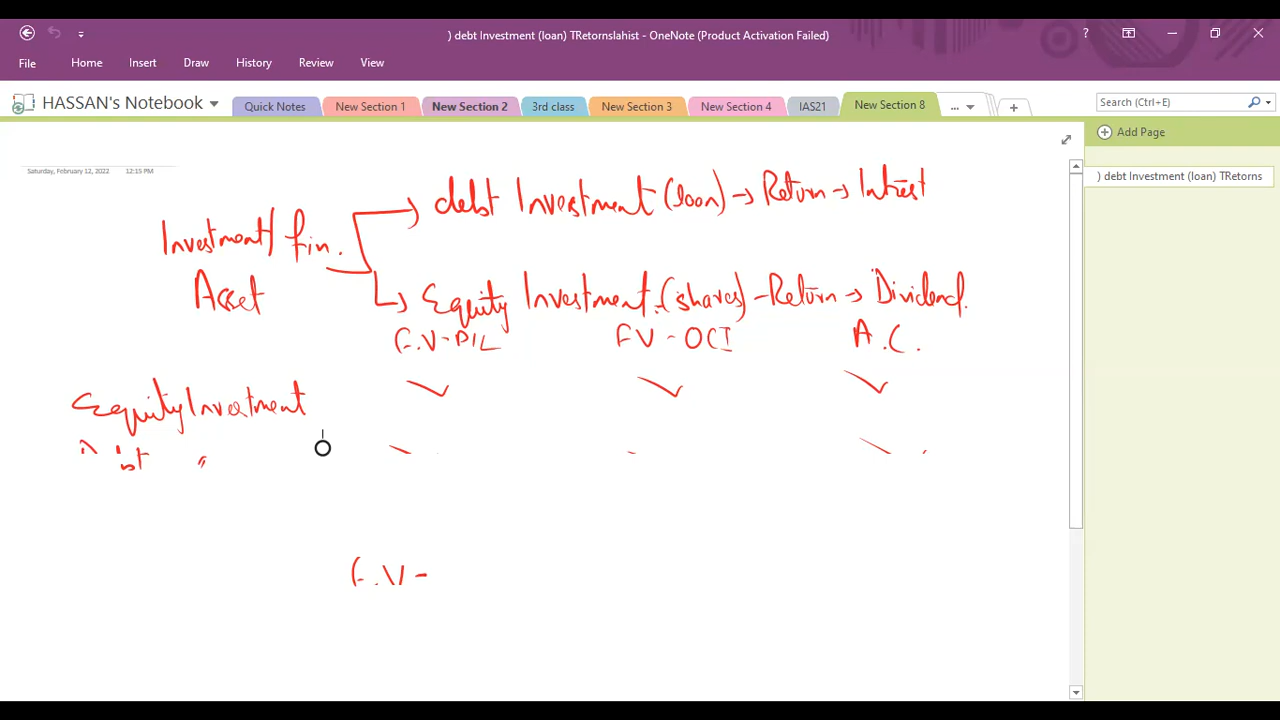 ) debt Investment (loan) TRetornslahist - OneNote (Product Activation Failed)
File Home Insert Draw History Review View
HASSAN's Notebook Quick Notes New Section 1 New Section 2 3rd class New Section 3 New Section 4 IAS21 New Section 8 ... Search (Ctrl+E)
Add Page
) debt Investment (loan) TRetorns
Saturday, February 12, 2022 12:15 PM
debt Investment (loan) → Return → Intrest
Investment/ fin.
Asset
Equity Investment (shares) - Return → Dividend.
F.V-P/L FV - OCI A.C.
Equity Investment
F.V -